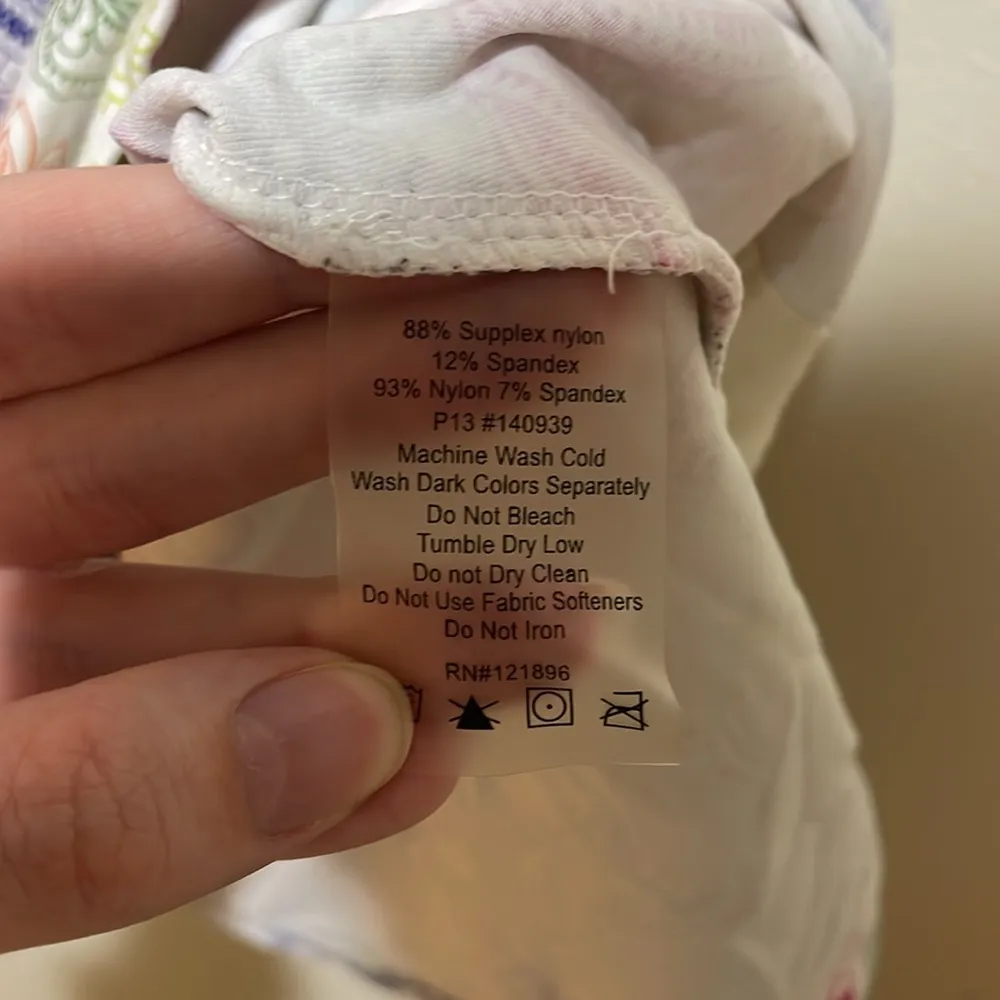 88% Supplex nylon
12% Spandex
93% Nylon 7% Spandex
P13 #140939
Machine Wash Cold
Wash Dark Colors Separately
Do Not Bleach
Tumble Dry Low
Do not Dry Clean
Do Not Use Fabric Softeners
Do Not Iron
RN#121896